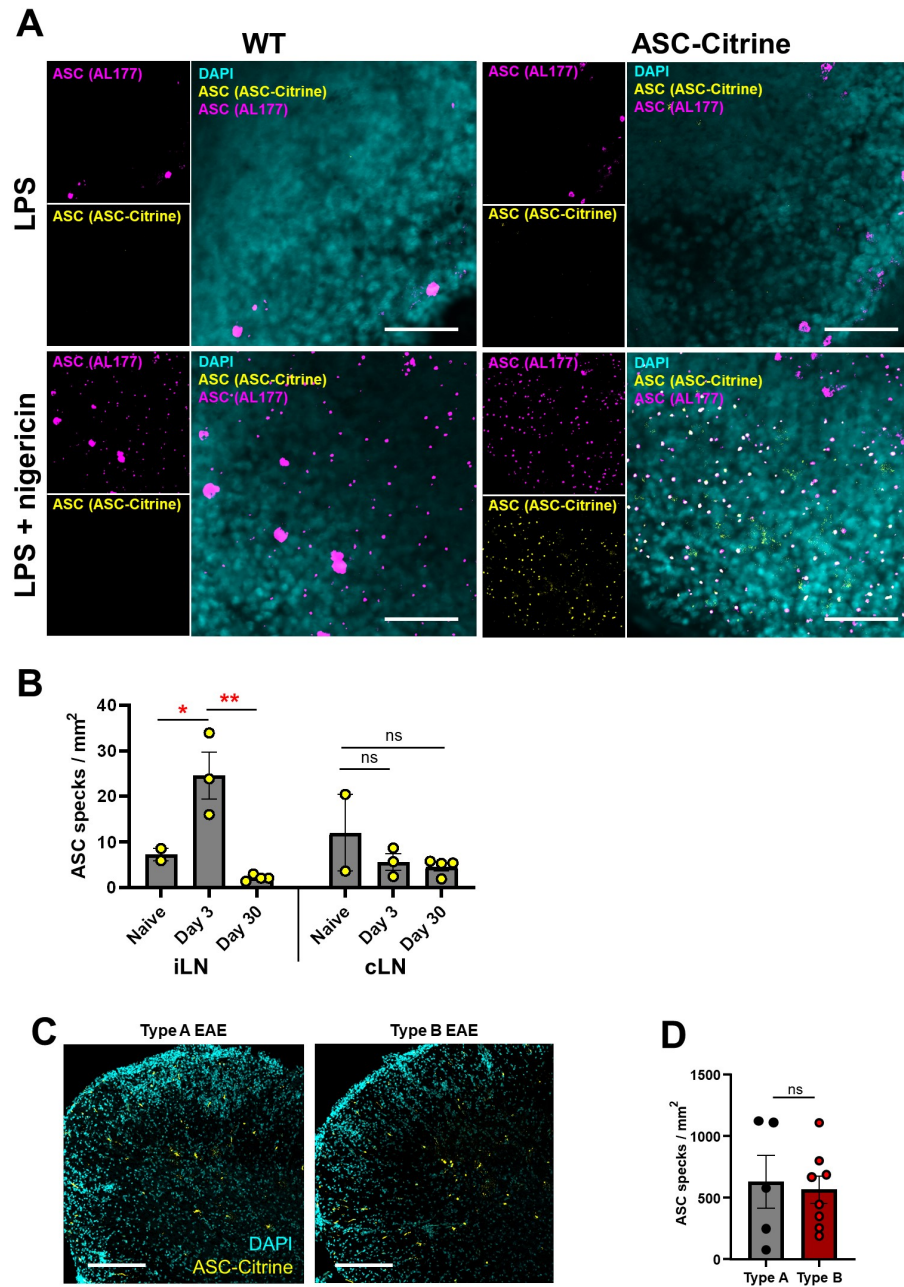 A
WT
ASC-Citrine
LPS
ASC (AL177)
ASC (ASC-Citrine)
DAPI
ASC (ASC-Citrine)
ASC (AL177)
ASC (AL177)
ASC (ASC-Citrine)
DAPI
ASC (ASC-Citrine)
ASC (AL177)
LPS + nigericin
ASC (AL177)
ASC (ASC-Citrine)
DAPI
ASC (ASC-Citrine)
ASC (AL177)
ASC (AL177)
ASC (ASC-Citrine)
DAPI
ASC (ASC-Citrine)
ASC (AL177)
B
ASC specks / mm²
40
30
20
10
0
*
**
ns
ns
Naive
Day 3
Day 30
Naive
Day 3
Day 30
iLN
cLN
C
Type A EAE
Type B EAE
DAPI
ASC-Citrine
D
ASC specks / mm²
1500
1000
500
0
ns
Type A
Type B